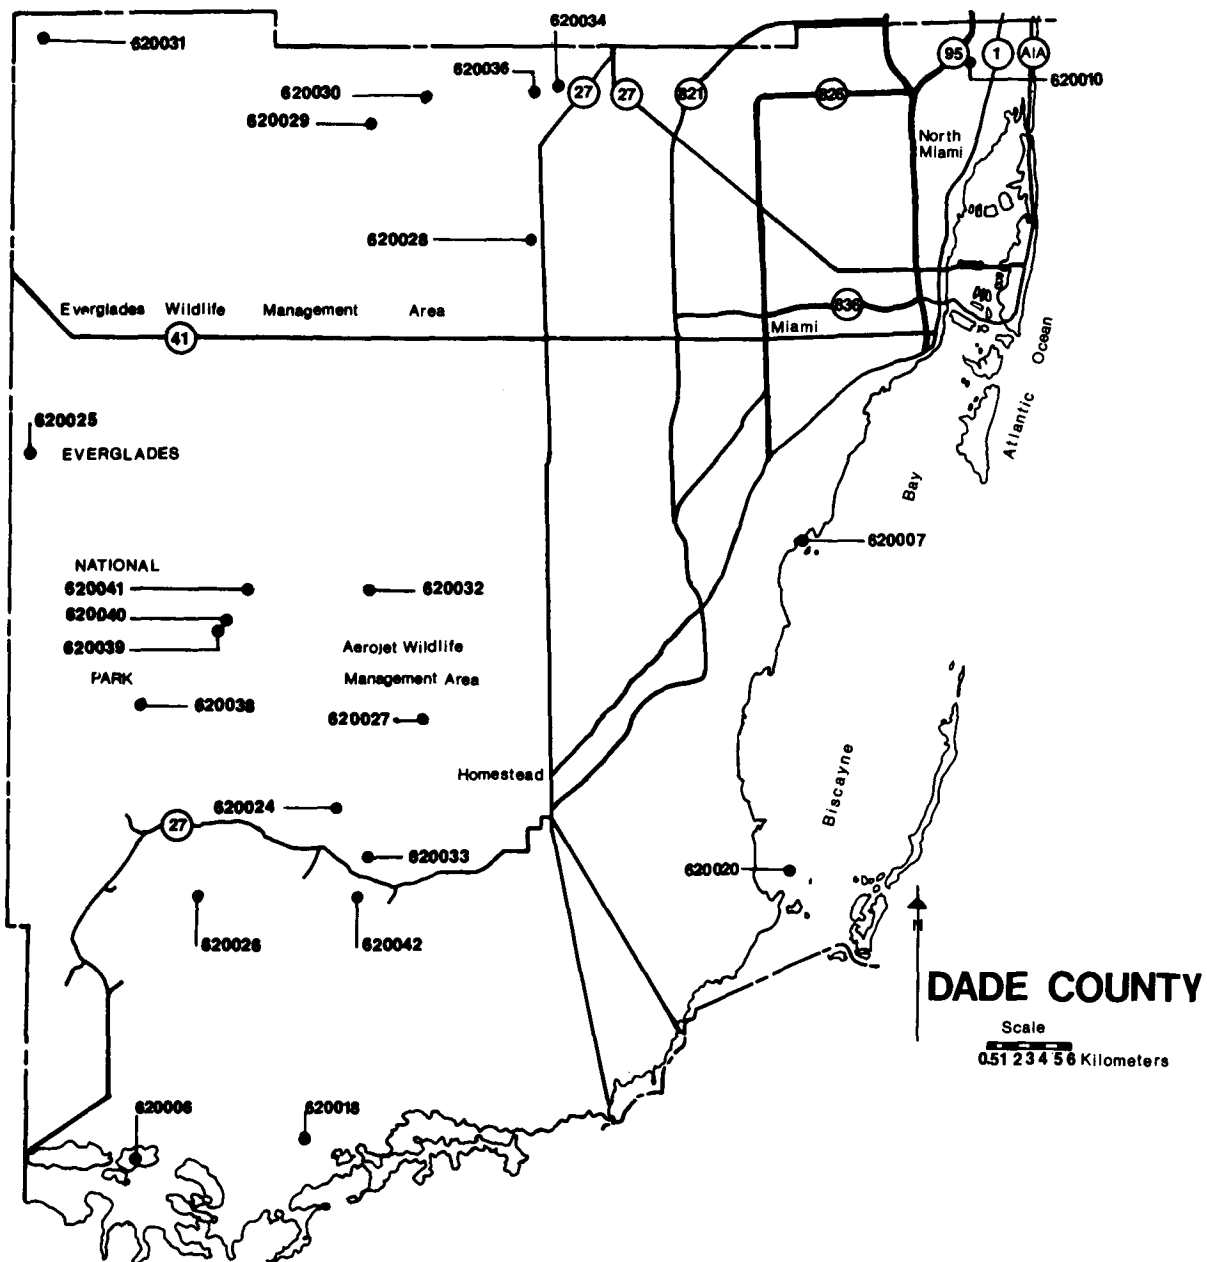 620034
620031
95
1
A1A
620036
620010
620030
27
27
821
826
620029
North
Miami
620028
Everglades Wildlife Management Area
836
Miami
41
Ocean
Atlantic
620025
EVERGLADES
Bay
620007
NATIONAL
620041
620032
620040
620039
Aerojet Wildlife
PARK
Management Area
620038
620027
Homestead
Biscayne
620024
27
620033
620020
620026
620042
N
DADE COUNTY
Scale
0.51 2 3 4 5 6 Kilometers
620006
620018